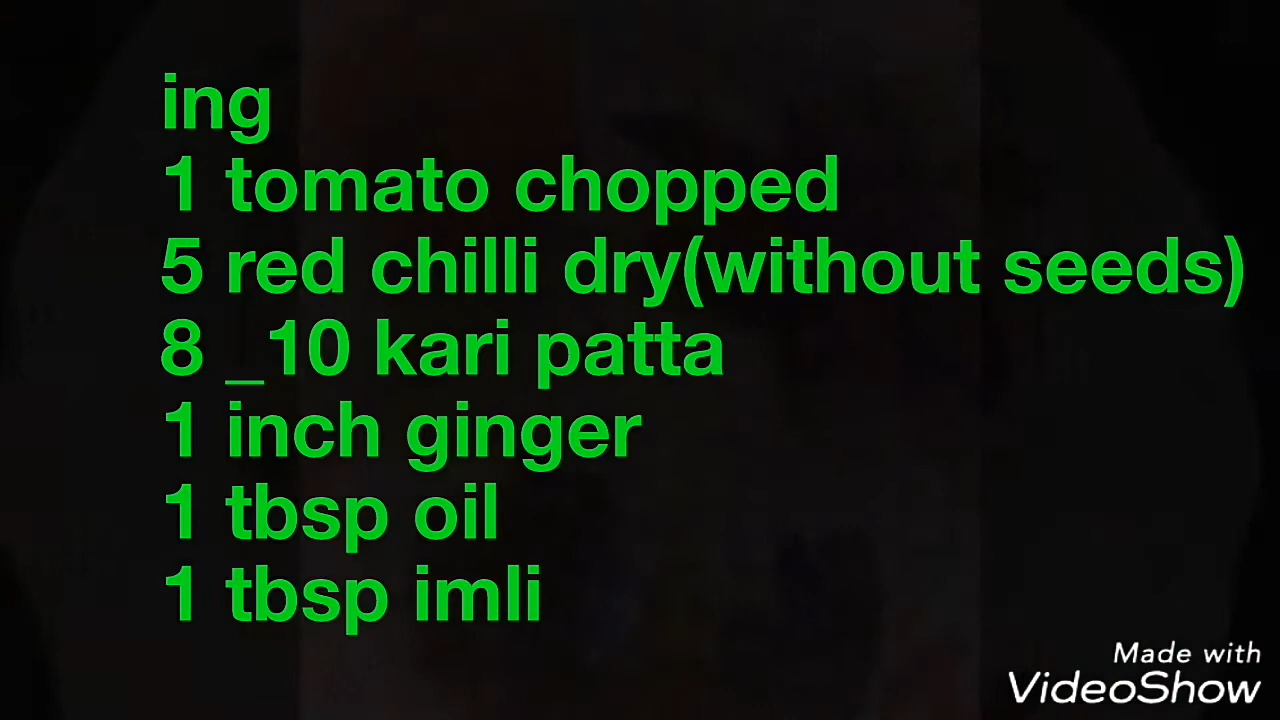 ing
1 tomato chopped
5 red chilli dry(without seeds)
8 _10 kari patta
1 inch ginger
1 tbsp oil
1 tbsp imli
Made with
VideoShow